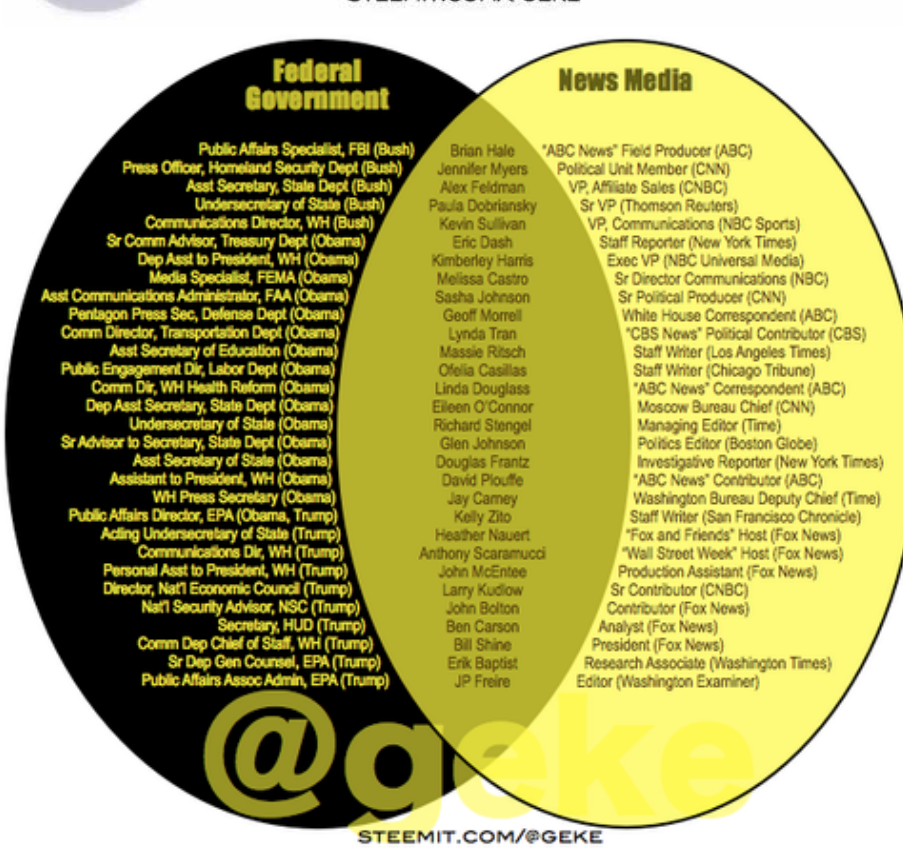 STEEMIT.COM/@GEKE
Federal
Government
News Media
Public Affairs Specialist, FBI (Bush) Brian Hale "ABC News" Field Producer (ABC)
Press Officer, Homeland Security Dept (Bush) Jennifer Myers Political Unit Member (CNN)
Asst Secretary, State Dept (Bush) Alex Feldman VP, Affiliate Sales (CNBC)
Undersecretary of State (Bush) Paula Dobriansky Sr VP (Thomson Reuters)
Communications Director, WH (Bush) Kevin Sullivan VP, Communications (NBC Sports)
Sr Comm Advisor, Treasury Dept (Obama) Eric Dash Staff Reporter (New York Times)
Dep Asst to President, WH (Obama) Kimberley Harris Exec VP (NBC Universal Media)
Media Specialist, FEMA (Obama) Melissa Castro Sr Director Communications (NBC)
Asst Communications Administrator, FAA (Obama) Sasha Johnson Sr Political Producer (CNN)
Pentagon Press Sec, Defense Dept (Obama) Geoff Morrell White House Correspondent (ABC)
Comm Director, Transportation Dept (Obama) Lynda Tran "CBS News" Political Contributor (CBS)
Asst Secretary of Education (Obama) Massie Ritsch Staff Writer (Los Angeles Times)
Public Engagement Dir, Labor Dept (Obama) Ofelia Casillas Staff Writer (Chicago Tribune)
Comm Dir, WH Health Reform (Obama) Linda Douglass "ABC News" Correspondent (ABC)
Dep Asst Secretary, State Dept (Obama) Eileen O'Connor Moscow Bureau Chief (CNN)
Undersecretary of State (Obama) Richard Stengel Managing Editor (Time)
Sr Advisor to Secretary, State Dept (Obama) Glen Johnson Politics Editor (Boston Globe)
Asst Secretary of State (Obama) Douglas Frantz Investigative Reporter (New York Times)
Assistant to President, WH (Obama) David Plouffe "ABC News" Contributor (ABC)
WH Press Secretary (Obama) Jay Carney Washington Bureau Deputy Chief (Time)
Public Affairs Director, EPA (Obama, Trump) Kelly Zito Staff Writer (San Francisco Chronicle)
Acting Undersecretary of State (Trump) Heather Nauert "Fox and Friends" Host (Fox News)
Communications Dir, WH (Trump) Anthony Scaramucci "Wall Street Week" Host (Fox News)
Personal Asst to President, WH (Trump) John McEntee Production Assistant (Fox News)
Director, Nat'l Economic Council (Trump) Larry Kudlow Sr Contributor (CNBC)
Nat'l Security Advisor, NSC (Trump) John Bolton Contributor (Fox News)
Secretary, HUD (Trump) Ben Carson Analyst (Fox News)
Comm Dep Chief of Staff, WH (Trump) Bill Shine President (Fox News)
Sr Dep Gen Counsel, EPA (Trump) Erik Baptist Research Associate (Washington Times)
Public Affairs Assoc Admin, EPA (Trump) JP Freire Editor (Washington Examiner)
@geke
STEEMIT.COM/@GEKE